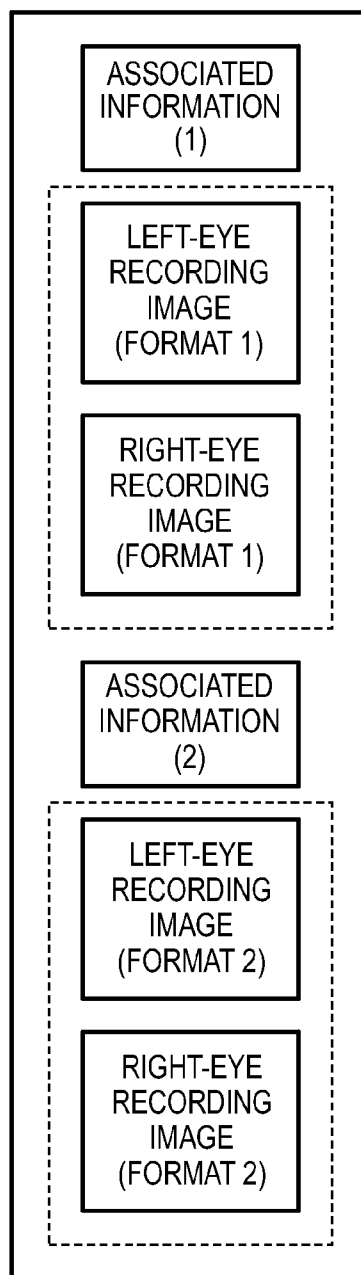 ASSOCIATED
INFORMATION
(1)
LEFT-EYE
RECORDING
IMAGE
(FORMAT 1)
RIGHT-EYE
RECORDING
IMAGE
(FORMAT 1)
ASSOCIATED
INFORMATION
(2)
LEFT-EYE
RECORDING
IMAGE
(FORMAT 2)
RIGHT-EYE
RECORDING
IMAGE
(FORMAT 2)